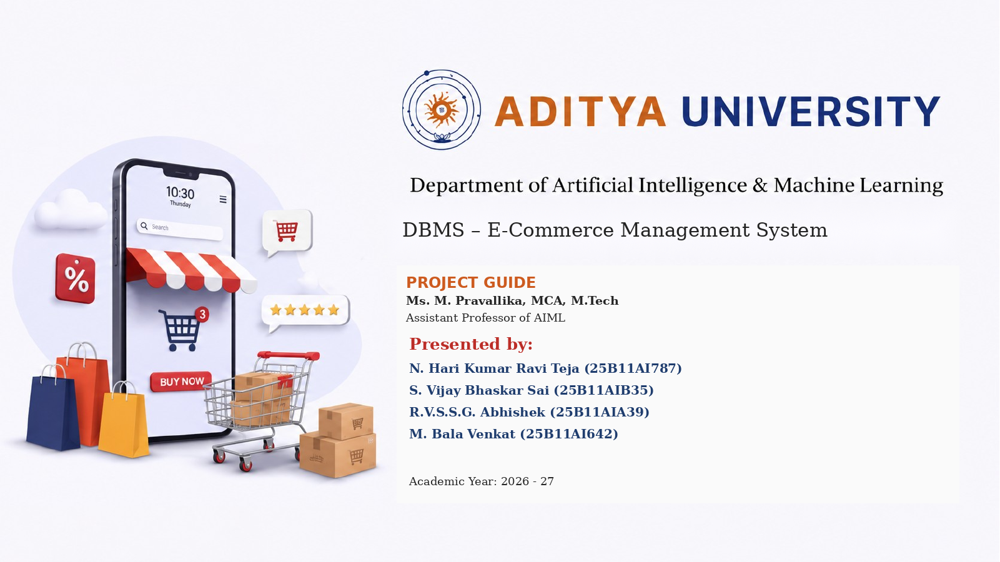 ADITYA UNIVERSITY
Department of Artificial Intelligence & Machine Learning
DBMS – E-Commerce Management System
PROJECT GUIDE
Ms. M. Pravallika, MCA, M.Tech
Assistant Professor of AIML
Presented by:
N. Hari Kumar Ravi Teja (25B11AI787)
S. Vijay Bhaskar Sai (25B11AIB35)
R.V.S.S.G. Abhishek (25B11AIA39)
M. Bala Venkat (25B11AI642)
Academic Year: 2026 - 27
10:30
Thursday
Search
%
3
BUY NOW